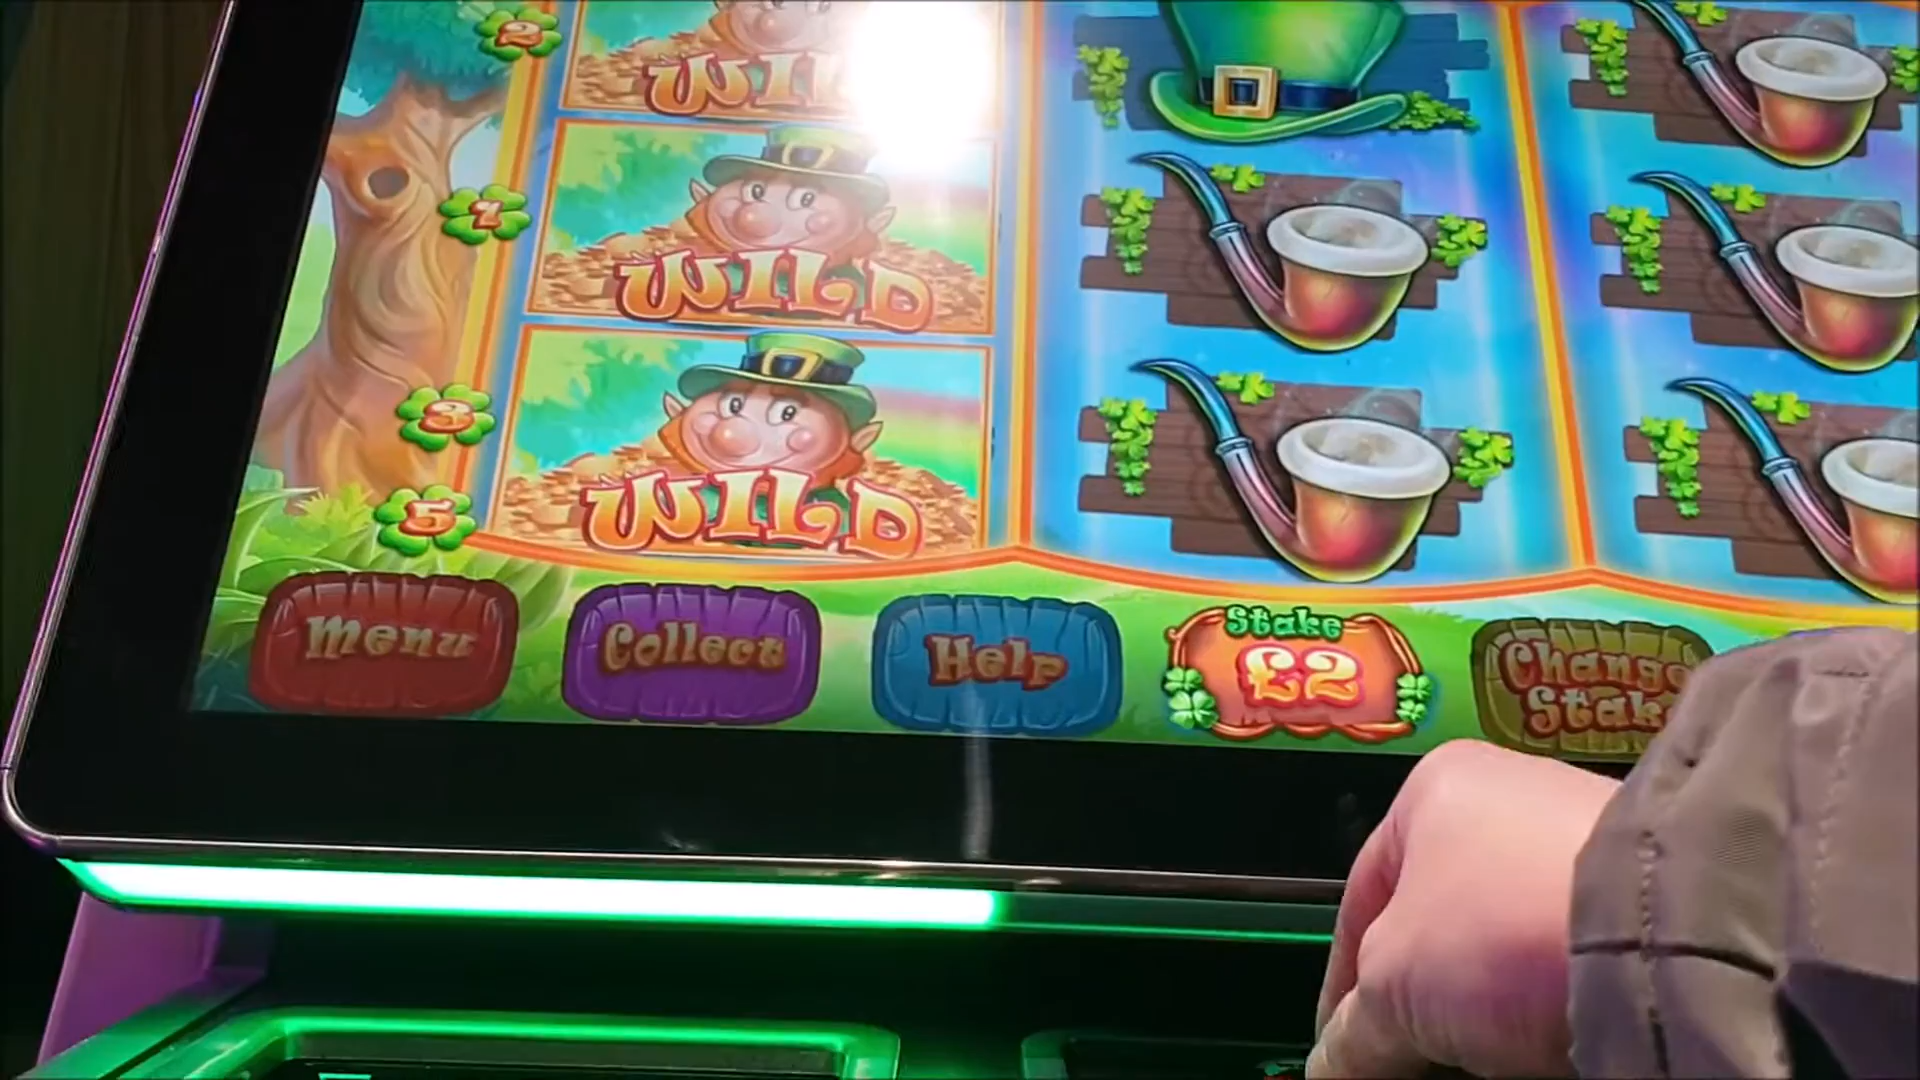 2
WILD
1
WILD
3
WILD
5
Menu
Collect
Help
Stake
£2
Change
Stake